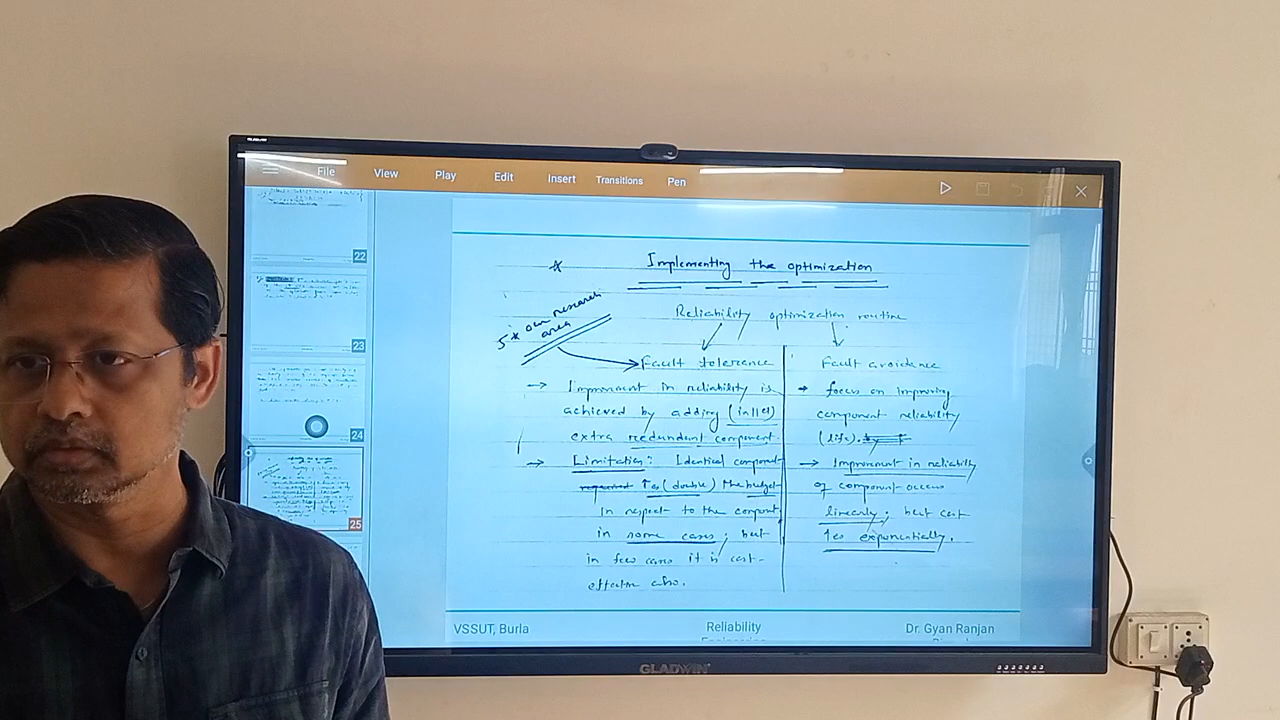 File View Play Edit Insert Transitions Pen
22
23
24
25
* Implementing the optimization
Reliability optimization routine
5* our research
area
Fault tolerance
→ Improvement in reliability is
achieved by adding (in11el)
extra redundant component
→ Limitation: Identical component
required ↑es (double) the budget
in respect to the component
in some cases; but
in few cases it is cost-
effective also.
Fault avoidance
→ focus on improving
component reliability
(life).
→ Improvement in reliability
of component occurs
linearly; but cost
↑es exponentially.
VSSUT, Burla Reliability Dr. Gyan Ranjan
GLADWIN